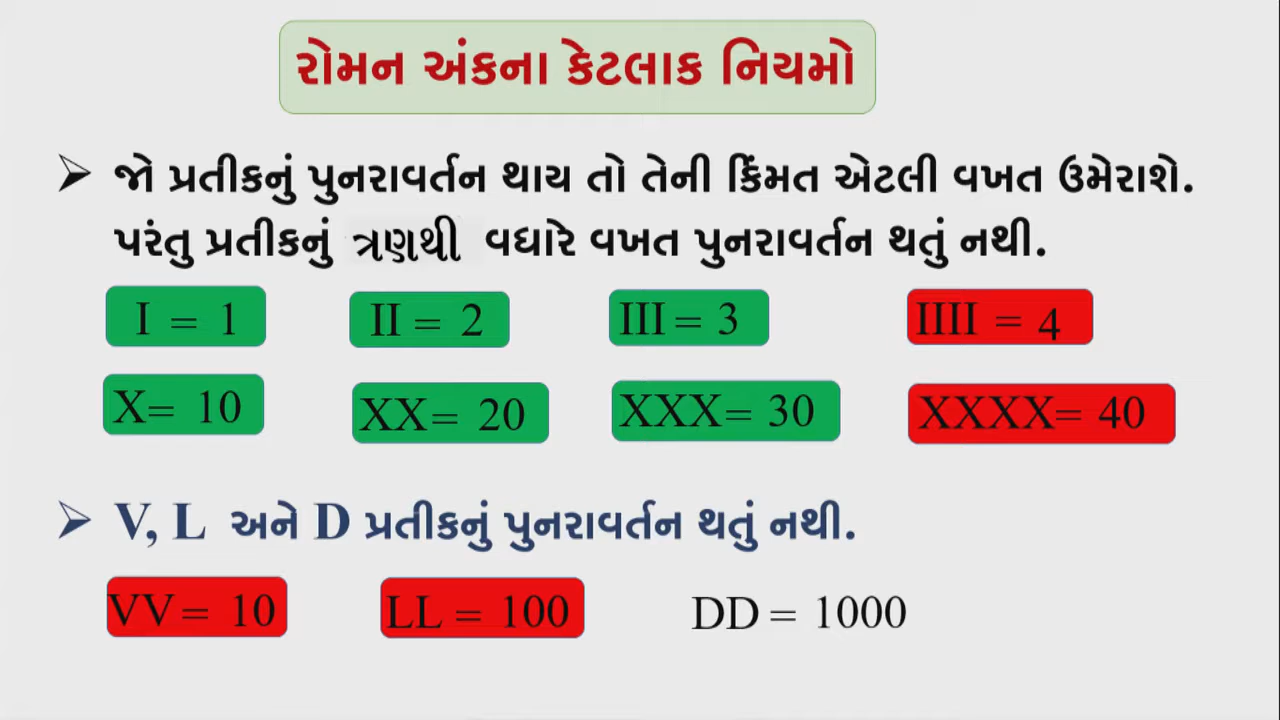 રોમન અંકના કેટલાક નિયમો
➢ જો પ્રતીકનું પુનરાવર્તન થાય તો તેની કિંમત એટલી વખત ઉમેરાશે.
પરંતુ પ્રતીકનું ત્રણથી વધારે વખત પુનરાવર્તન થતું નથી.
I = 1 II = 2 III = 3 IIII = 4
X= 10 XX= 20 XXX= 30 XXXX= 40
➢ V, L અને D પ્રતીકનું પુનરાવર્તન થતું નથી.
VV = 10 LL = 100 DD = 1000